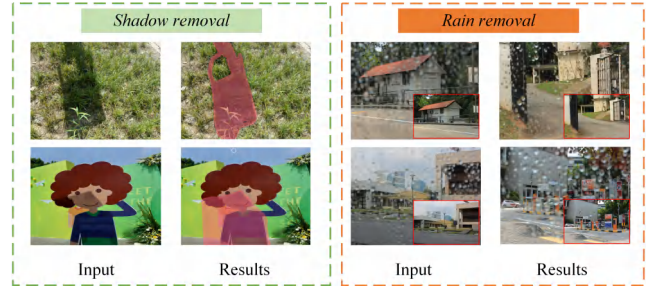 Shadow removal
Rain removal
Input
Results
Input
Results